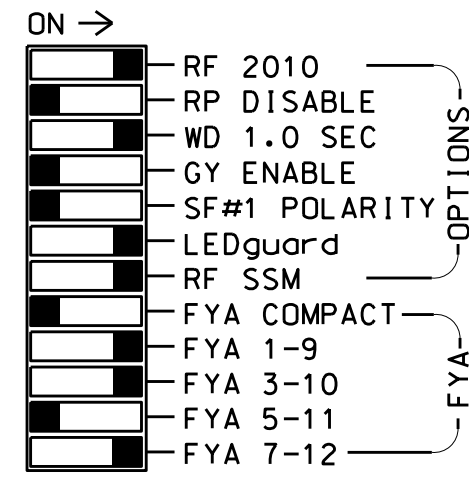 ON →
RF 2010
RP DISABLE
WD 1.0 SEC
GY ENABLE
SF#1 POLARITY
LEDguard
RF SSM
FYA COMPACT
FYA 1-9
FYA 3-10
FYA 5-11
FYA 7-12
OPTIONS
FYA